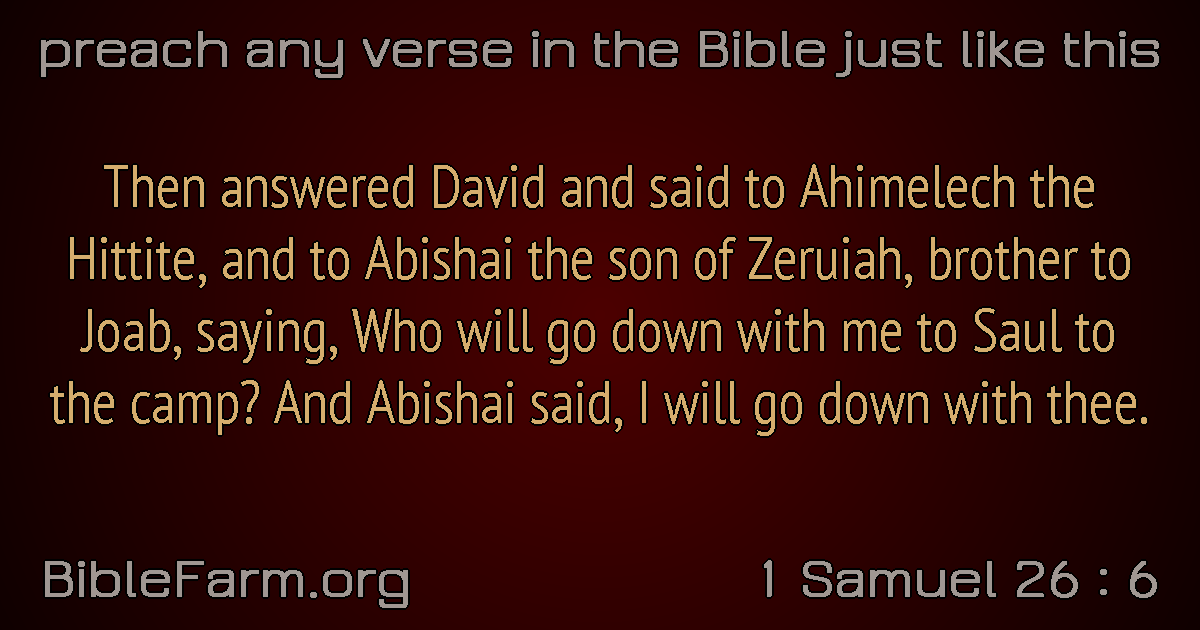 preach any verse in the Bible just like this
Then answered David and said to Ahimelech the
Hittite, and to Abishai the son of Zeruiah, brother to
Joab, saying, Who will go down with me to Saul to
the camp? And Abishai said, I will go down with thee.
BibleFarm.org
1 Samuel 26 : 6